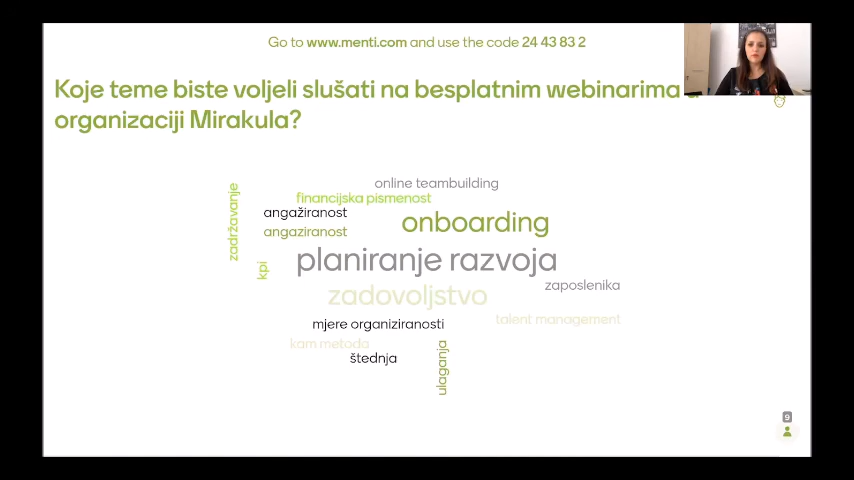 Go to www.menti.com and use the code 24 43 83 2
Koje teme biste voljeli slušati na besplatnim webinarima u
organizaciji Mirakula?
online teambuilding
financijska pismenost
zadržavanje
angažiranost
onboarding
angaziranost
planiranje razvoja
kpi
zaposlenika
zadovoljstvo
talent management
mjere organiziranosti
kam metoda
štednja
ulaganja
9